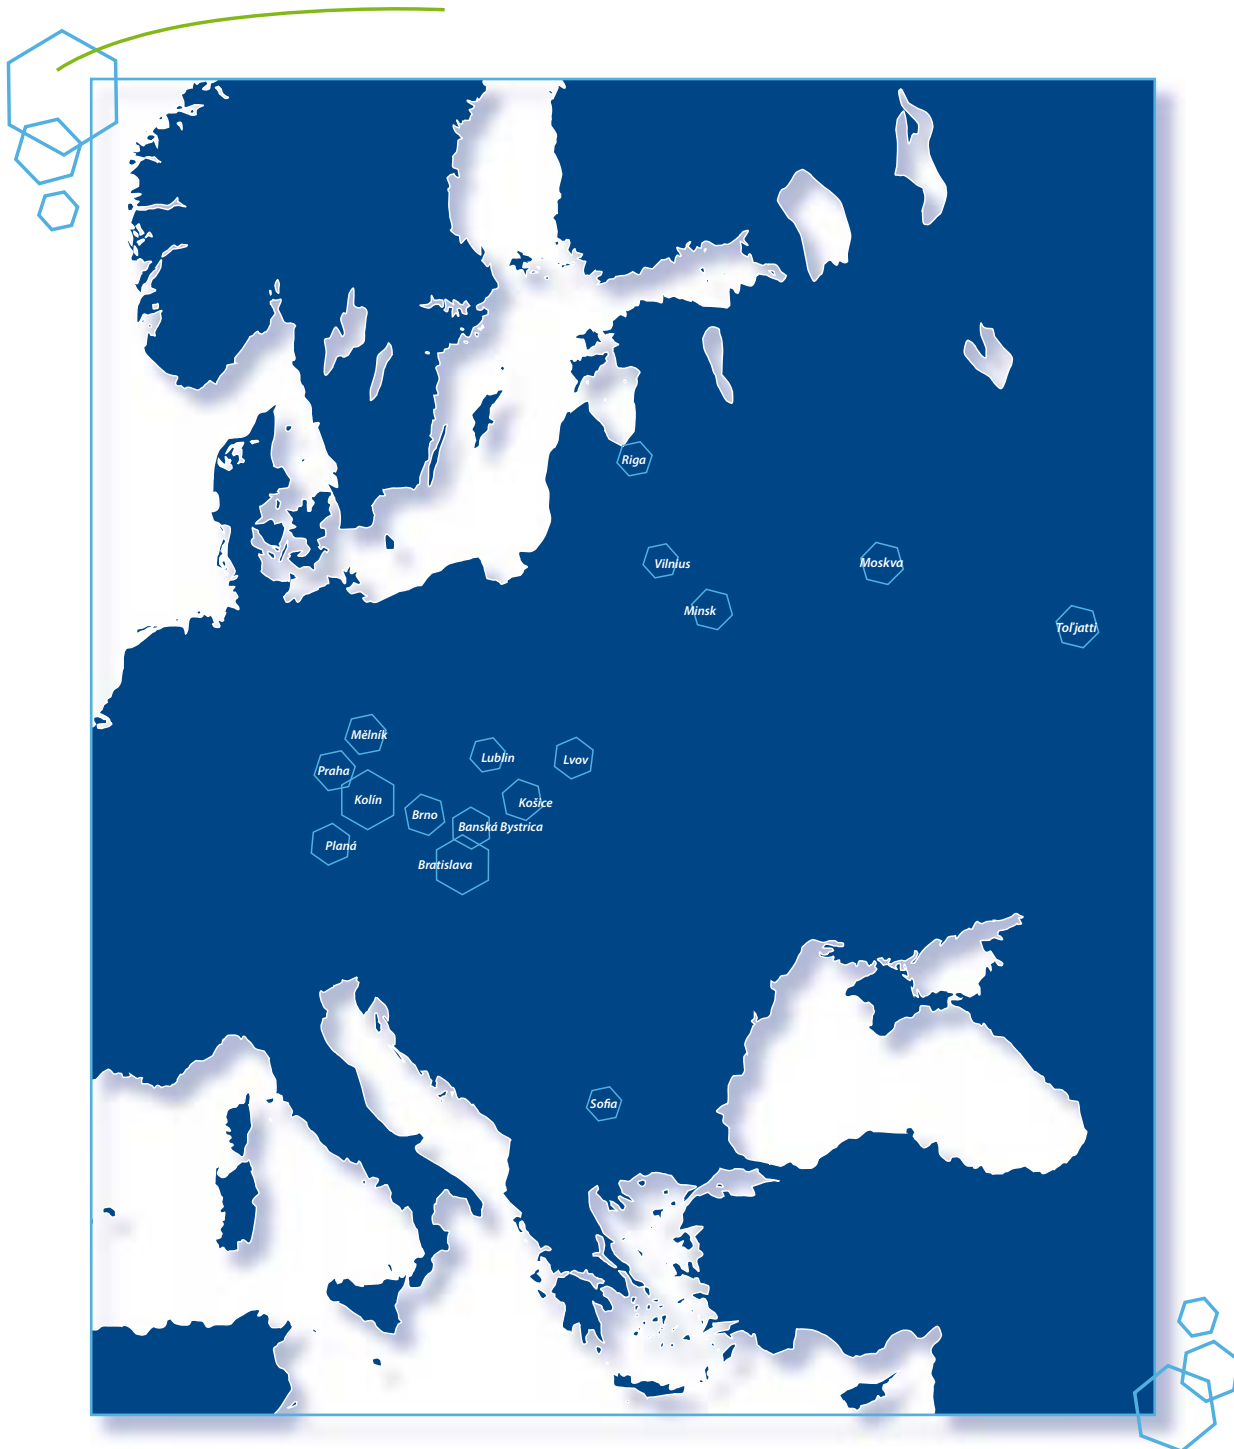 Riga
Vilnius
Moskva
Minsk
Toľjatti
Mělník
Lublin
Lvov
Praha
Kolín
Košice
Brno
Banská Bystrica
Planá
Bratislava
Sofia